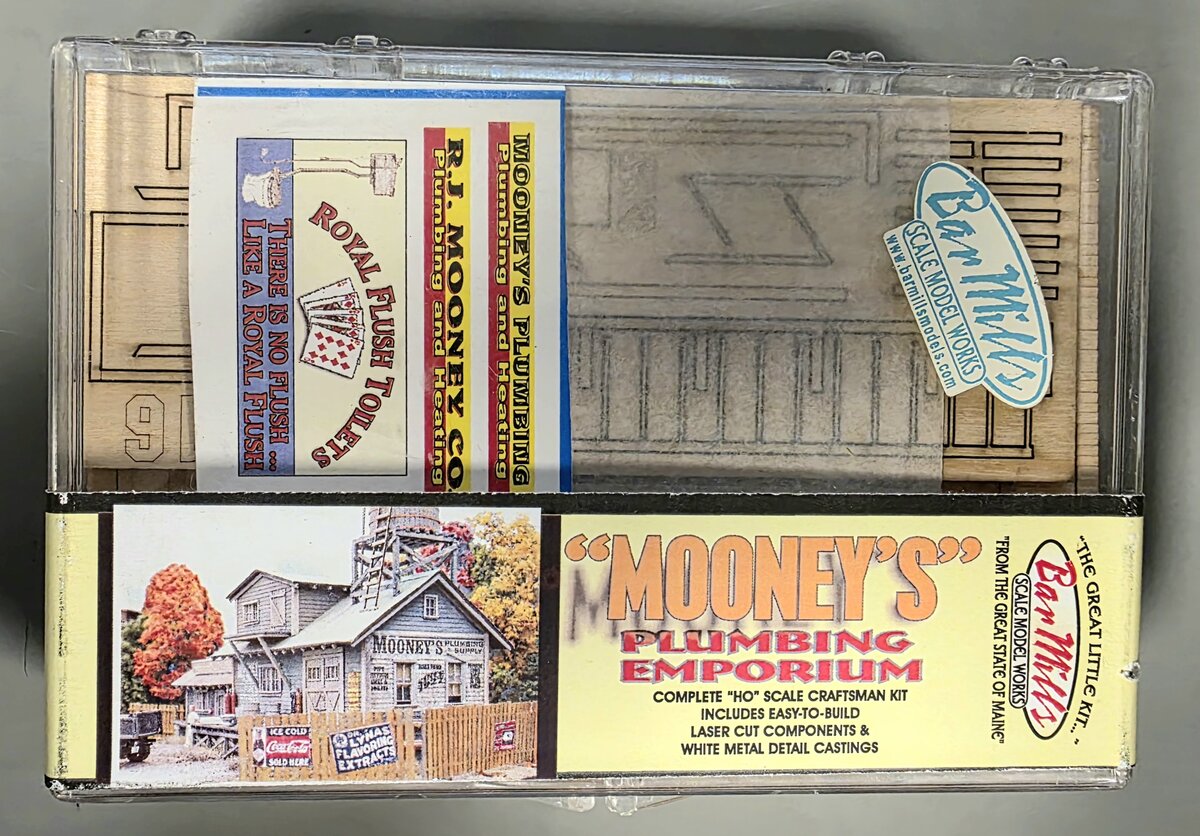 MOONEY'S PLUMBING
Plumbing and Heating
R.J. MOONEY CO.
Plumbing and Heating
ROYAL FLUSH TOILETS
THERE IS NO FLUSH ...
LIKE A ROYAL FLUSH
9
Bar Mills
SCALE MODEL WORKS
www.barmillsmodels.com
"MOONEY'S"
PLUMBING
EMPORIUM
COMPLETE "HO" SCALE CRAFTSMAN KIT
INCLUDES EASY-TO-BUILD
LASER CUT COMPONENTS &
WHITE METAL DETAIL CASTINGS
"THE GREAT LITTLE KIT... "
Bar Mills
SCALE MODEL WORKS
"FROM THE GREAT STATE OF MAINE"
MOONEY'S PLUMBING
& SUPPLY
ICE COLD
Coca-Cola
SOLD HERE
LYNAS
FLAVORING
EXTRACTS